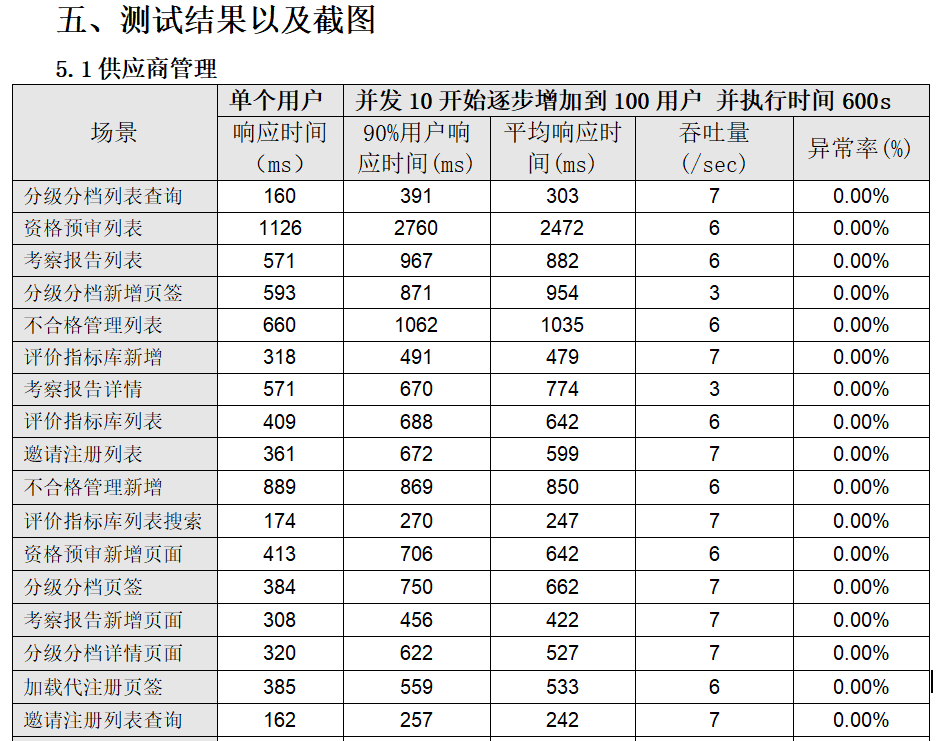 五、测试结果以及截图
5.1供应商管理
场景 单个用户 并发10开始逐步增加到100用户 并执行时间600s
响应时间（ms） 90%用户响应时间(ms) 平均响应时间(ms) 吞吐量(/sec) 异常率(%)
分级分档列表查询 160 391 303 7 0.00%
资格预审列表 1126 2760 2472 6 0.00%
考察报告列表 571 967 882 6 0.00%
分级分档新增页签 593 871 954 3 0.00%
不合格管理列表 660 1062 1035 6 0.00%
评价指标库新增 318 491 479 7 0.00%
考察报告详情 571 670 774 3 0.00%
评价指标库列表 409 688 642 6 0.00%
邀请注册列表 361 672 599 7 0.00%
不合格管理新增 889 869 850 6 0.00%
评价指标库列表搜索 174 270 247 7 0.00%
资格预审新增页面 413 706 642 6 0.00%
分级分档页签 384 750 662 7 0.00%
考察报告新增页面 308 456 422 7 0.00%
分级分档详情页面 320 622 527 7 0.00%
加载代注册页签 385 559 533 6 0.00%
邀请注册列表查询 162 257 242 7 0.00%